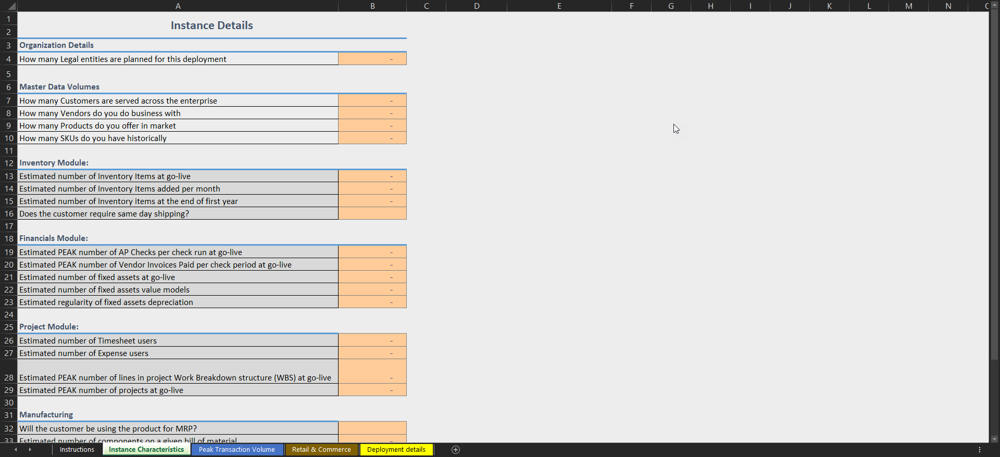 A B C D E F G H I J K L M N
1 Instance Details
2
3 Organization Details
4 How many Legal entities are planned for this deployment -
5
6 Master Data Volumes
7 How many Customers are served across the enterprise -
8 How many Vendors do you do business with -
9 How many Products do you offer in market -
10 How many SKUs do you have historically -
11
12 Inventory Module:
13 Estimated number of Inventory Items at go-live -
14 Estimated number of Inventory Items added per month -
15 Estimated number of Inventory items at the end of first year -
16 Does the customer require same day shipping?
17
18 Financials Module:
19 Estimated PEAK number of AP Checks per check run at go-live -
20 Estimated PEAK number of Vendor Invoices Paid per check period at go-live -
21 Estimated number of fixed assets at go-live -
22 Estimated number of fixed assets value models -
23 Estimated regularity of fixed assets depreciation -
24
25 Project Module:
26 Estimated number of Timesheet users -
27 Estimated number of Expense users -
28 Estimated PEAK number of lines in project Work Breakdown structure (WBS) at go-live -
29 Estimated PEAK number of projects at go-live -
30
31 Manufacturing
32 Will the customer be using the product for MRP?
33 Estimated number of components on a given bill of material -
Instructions Instance Characteristics Peak Transaction Volume Retail & Commerce Deployment details